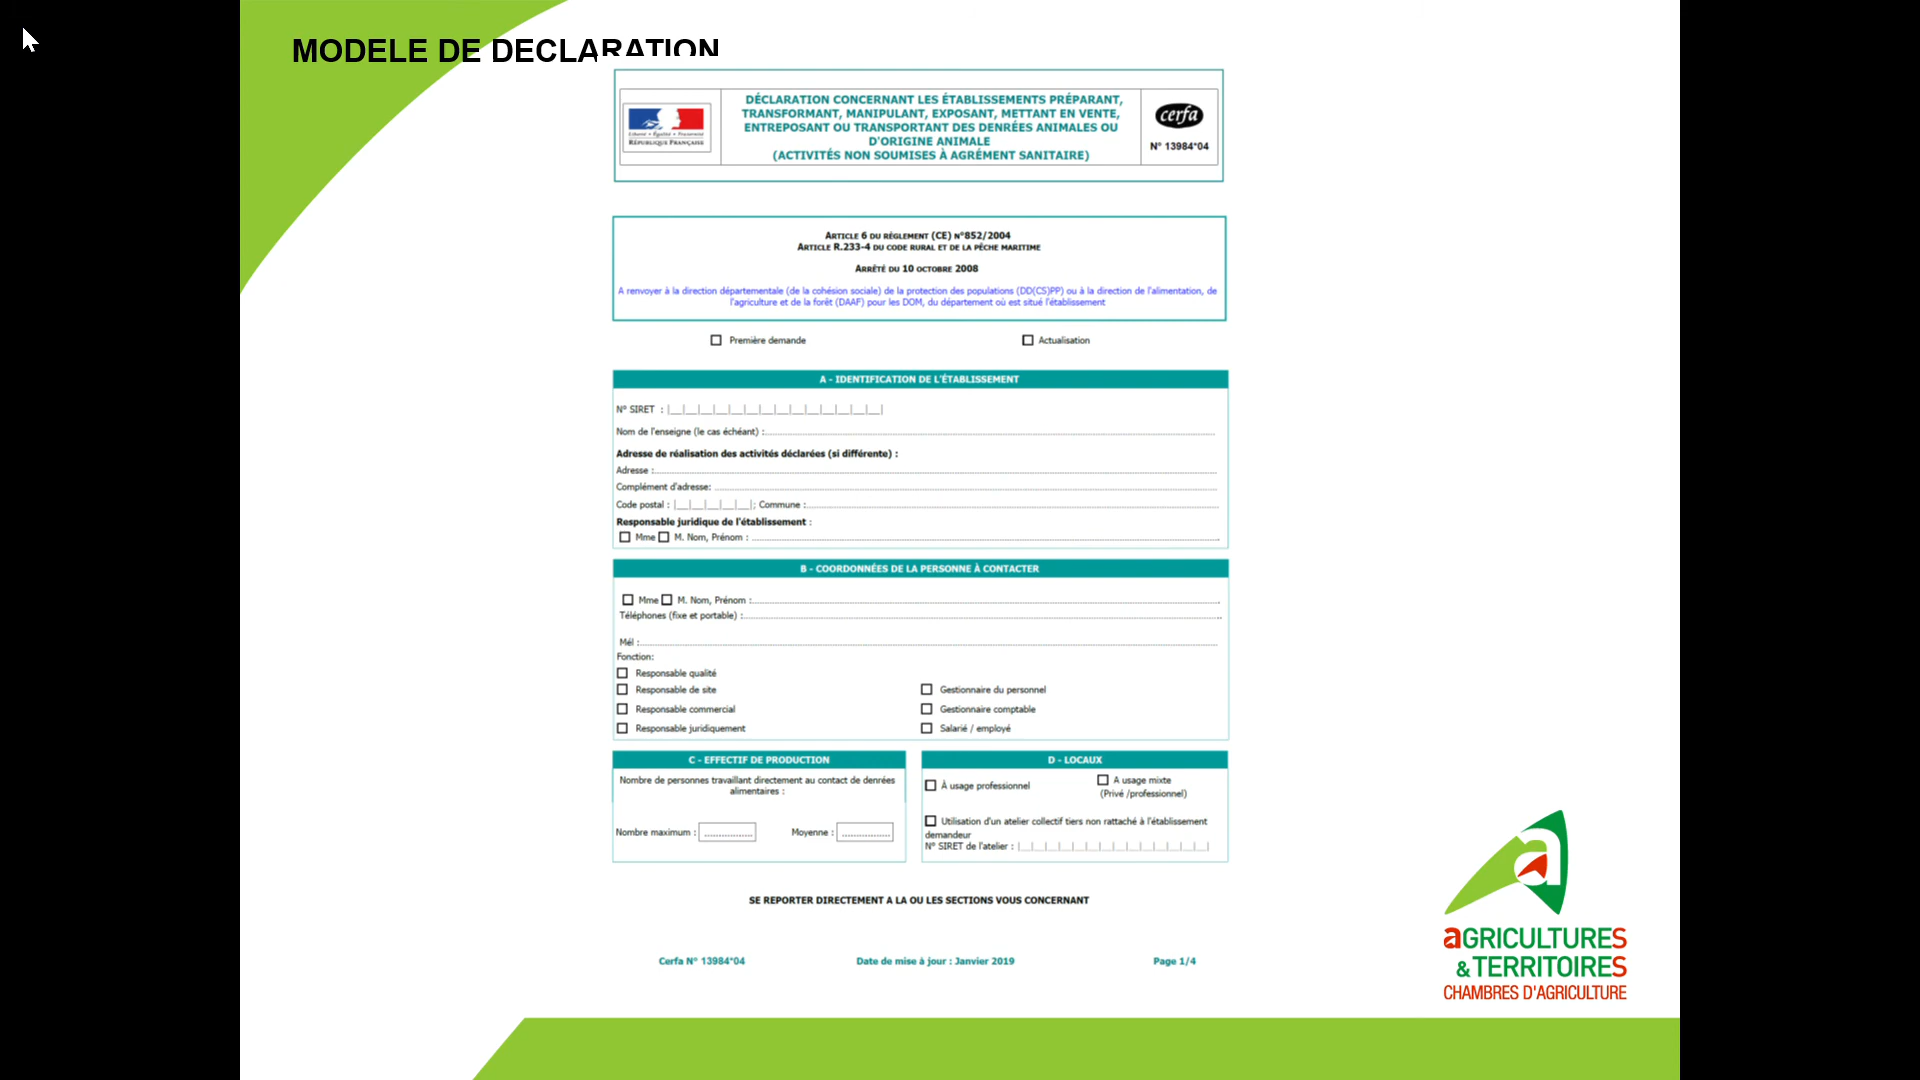 MODELE DE DECLARATION
DÉCLARATION CONCERNANT LES ÉTABLISSEMENTS PRÉPARANT,
TRANSFORMANT, MANIPULANT, EXPOSANT, METTANT EN VENTE,
ENTREPOSANT OU TRANSPORTANT DES DENRÉES ANIMALES OU
D'ORIGINE ANIMALE
(ACTIVITÉS NON SOUMISES À AGRÉMENT SANITAIRE)
Liberté • Égalité • Fraternité
RÉPUBLIQUE FRANÇAISE
cerfa
N° 13984*04
ARTICLE 6 DU RÈGLEMENT (CE) N°852/2004
ARTICLE R.233-4 DU CODE RURAL ET DE LA PÊCHE MARITIME
ARRÊTÉ DU 10 OCTOBRE 2008
A renvoyer à la direction départementale (de la cohésion sociale) de la protection des populations (DD(CS)PP) ou à la direction de l'alimentation, de
l'agriculture et de la forêt (DAAF) pour les DOM, du département où est situé l'établissement
Première demande
Actualisation
A - IDENTIFICATION DE L'ÉTABLISSEMENT
N° SIRET :
Nom de l'enseigne (le cas échéant) :
Adresse de réalisation des activités déclarées (si différente) :
Adresse :
Complément d'adresse:
Code postal : ; Commune :
Responsable juridique de l'établissement :
Mme M. Nom, Prénom :
B - COORDONNÉES DE LA PERSONNE À CONTACTER
Mme M. Nom, Prénom :
Téléphones (fixe et portable) :
Mél :
Fonction:
Responsable qualité
Responsable de site
Gestionnaire du personnel
Responsable commercial
Gestionnaire comptable
Responsable juridiquement
Salarié / employé
C - EFFECTIF DE PRODUCTION
Nombre de personnes travaillant directement au contact de denrées
alimentaires :
Nombre maximum :
Moyenne :
D - LOCAUX
À usage professionnel
A usage mixte
(Privé /professionnel)
Utilisation d'un atelier collectif tiers non rattaché à l'établissement
demandeur
N° SIRET de l'atelier :
SE REPORTER DIRECTEMENT A LA OU LES SECTIONS VOUS CONCERNANT
Cerfa N° 13984*04
Date de mise à jour : Janvier 2019
Page 1/4
a
aGRICULTURES
& TERRITOIRES
CHAMBRES D'AGRICULTURE